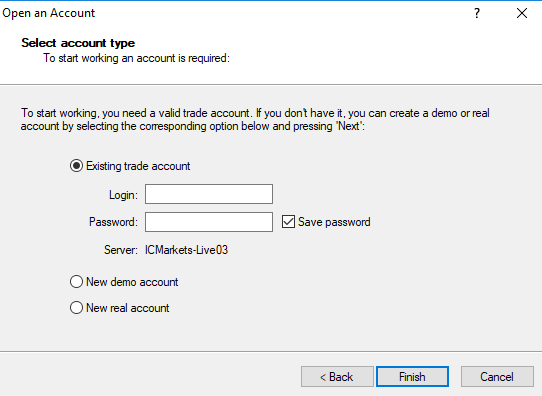 Open an Account
?
Select account type
To start working an account is required:
To start working, you need a valid trade account. If you don't have it, you can create a demo or real
account by selecting the corresponding option below and pressing 'Next':
Existing trade account
Login:
Password:
Save password
Server: ICMarkets-Live03
New demo account
New real account
< Back
Finish
Cancel